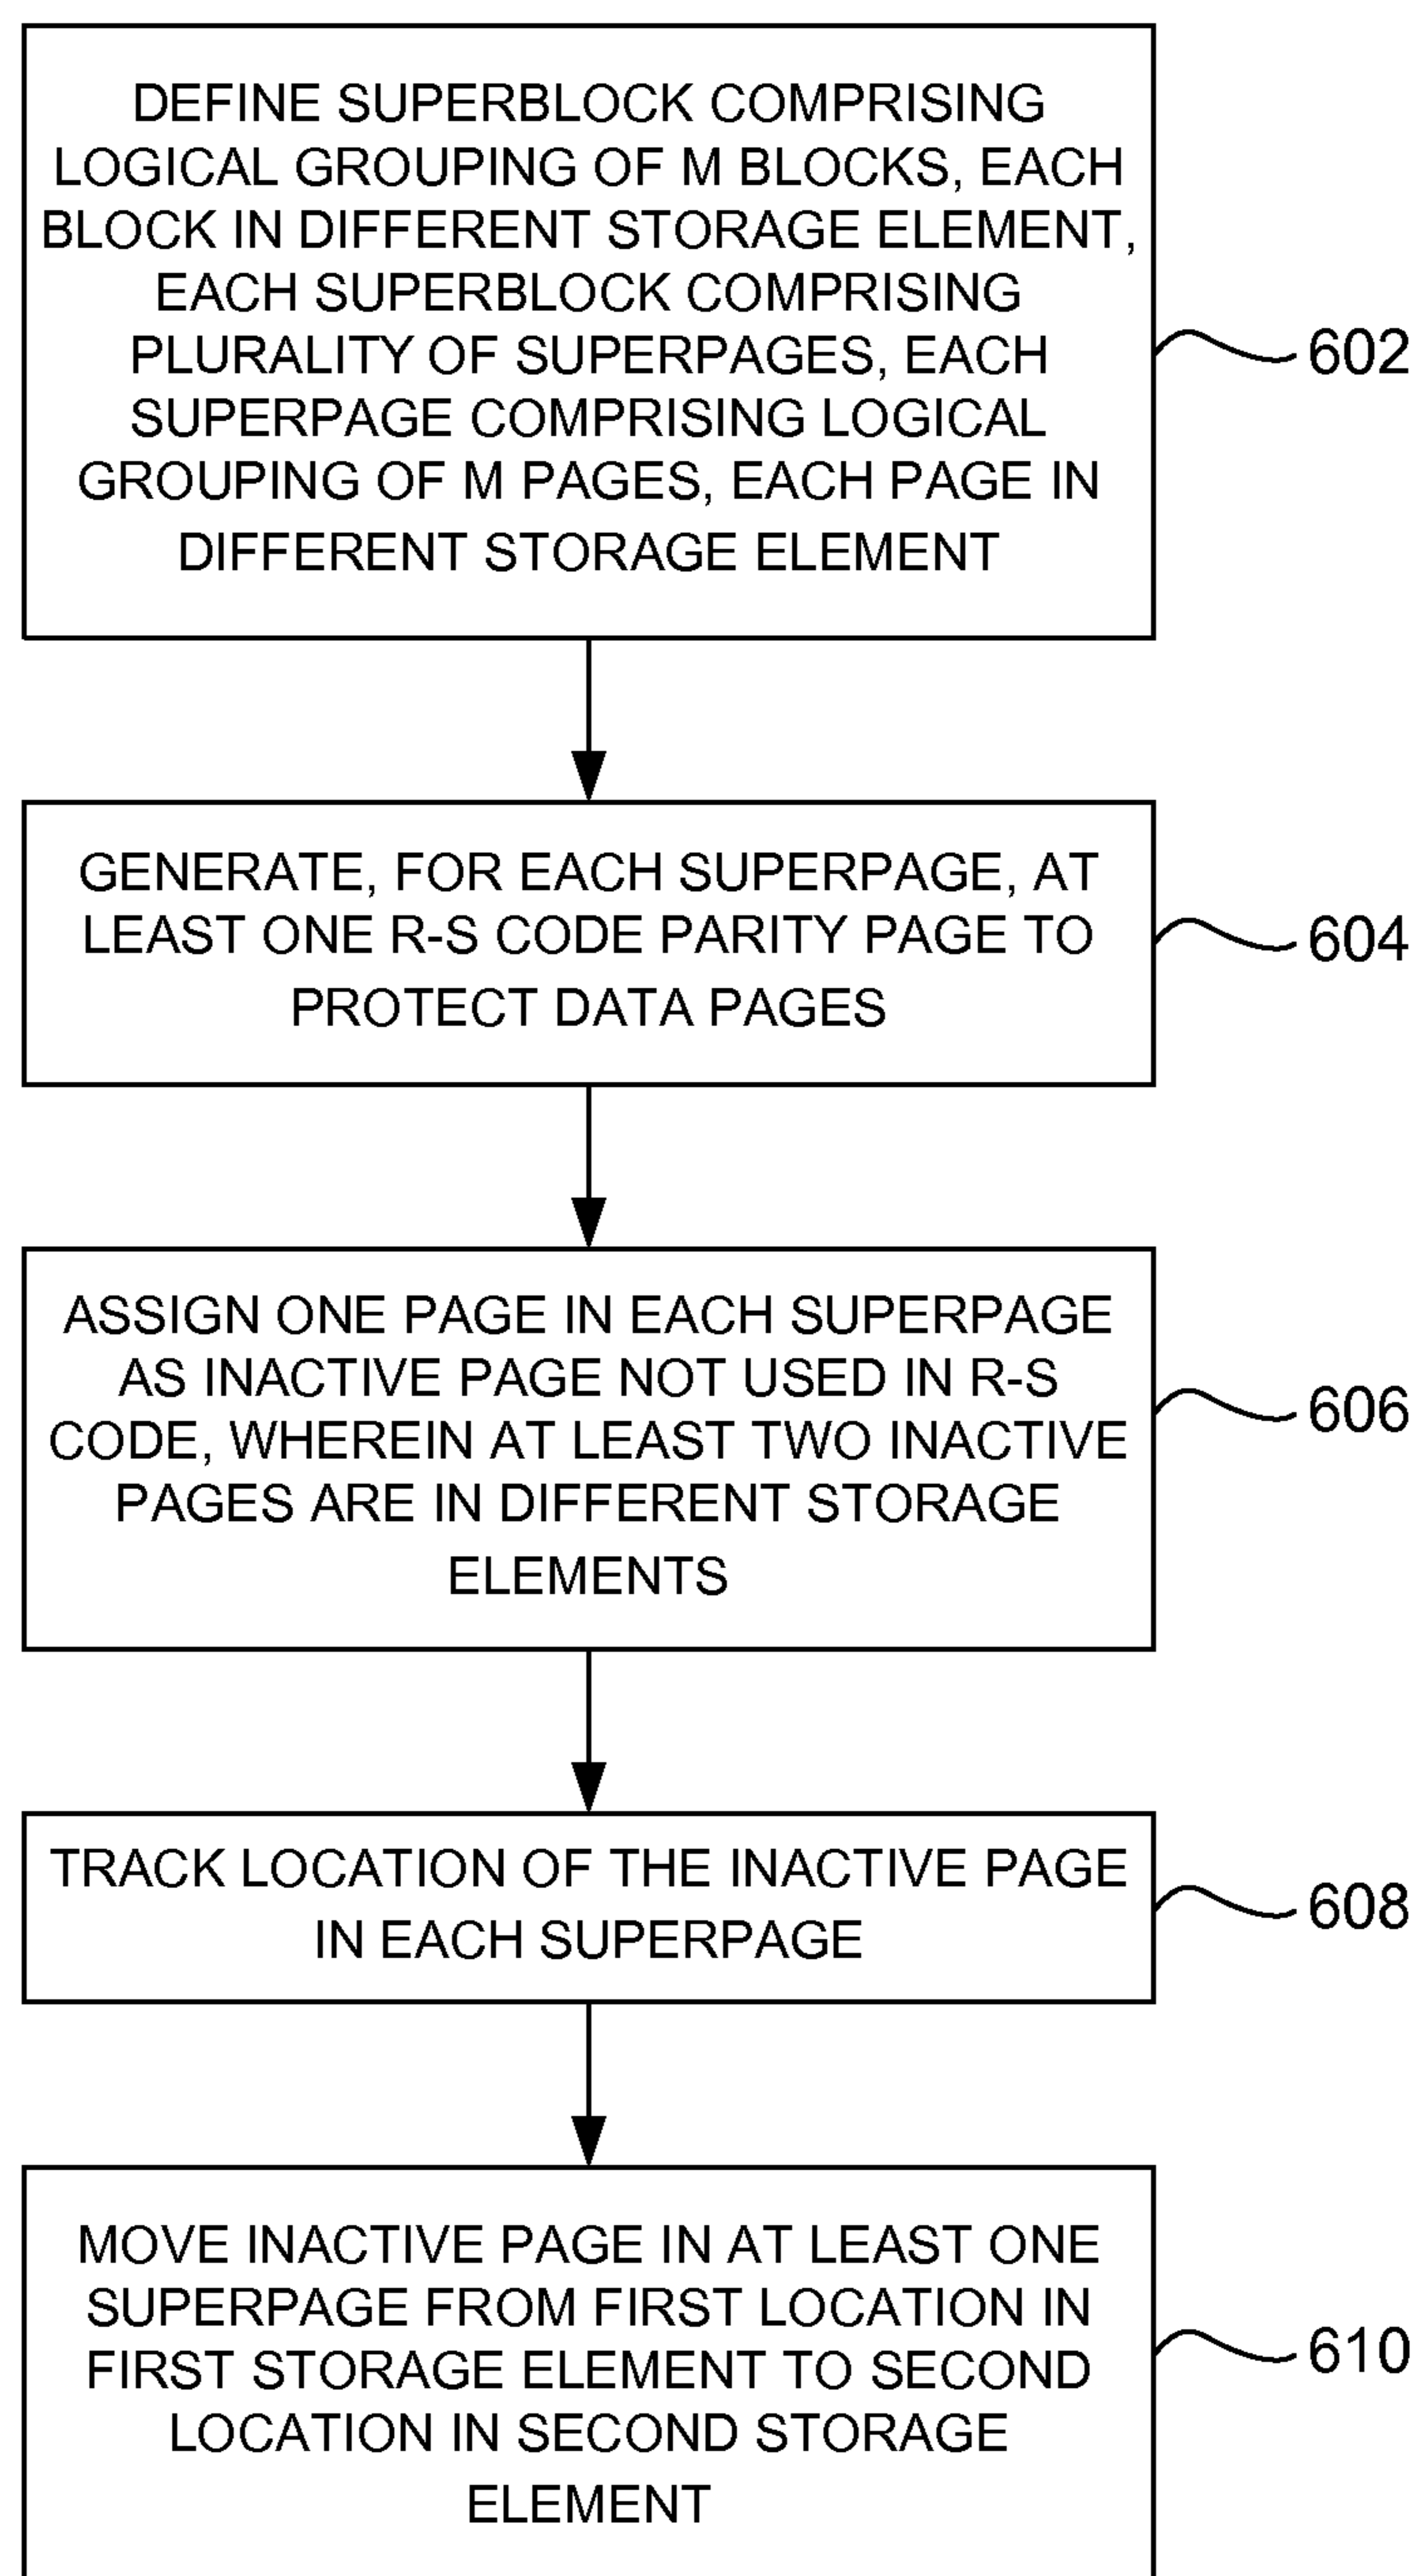 DEFINE SUPERBLOCK COMPRISING
LOGICAL GROUPING OF M BLOCKS, EACH
BLOCK IN DIFFERENT STORAGE ELEMENT,
EACH SUPERBLOCK COMPRISING
PLURALITY OF SUPERPAGES, EACH
SUPERPAGE COMPRISING LOGICAL
GROUPING OF M PAGES, EACH PAGE IN
DIFFERENT STORAGE ELEMENT
602
GENERATE, FOR EACH SUPERPAGE, AT
LEAST ONE R-S CODE PARITY PAGE TO
PROTECT DATA PAGES
604
ASSIGN ONE PAGE IN EACH SUPERPAGE
AS INACTIVE PAGE NOT USED IN R-S
CODE, WHEREIN AT LEAST TWO INACTIVE
PAGES ARE IN DIFFERENT STORAGE
ELEMENTS
606
TRACK LOCATION OF THE INACTIVE PAGE
IN EACH SUPERPAGE
608
MOVE INACTIVE PAGE IN AT LEAST ONE
SUPERPAGE FROM FIRST LOCATION IN
FIRST STORAGE ELEMENT TO SECOND
LOCATION IN SECOND STORAGE
ELEMENT
610